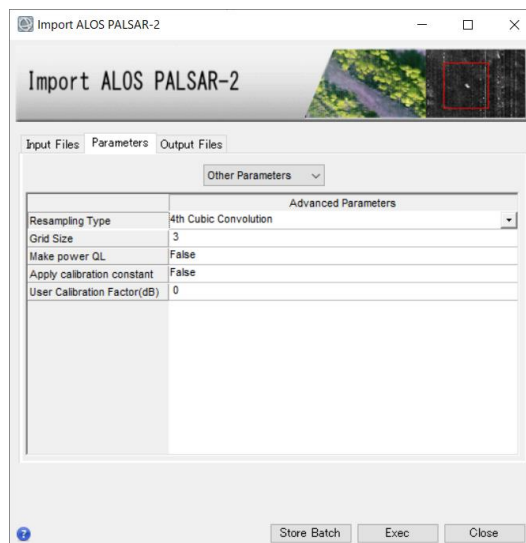 Import ALOS PALSAR-2
Import ALOS PALSAR-2
Input Files Parameters Output Files
Other Parameters
Advanced Parameters
Resampling Type 4th Cubic Convolution
Grid Size 3
Make power QL False
Apply calibration constant False
User Calibration Factor(dB) 0
? Store Batch Exec Close